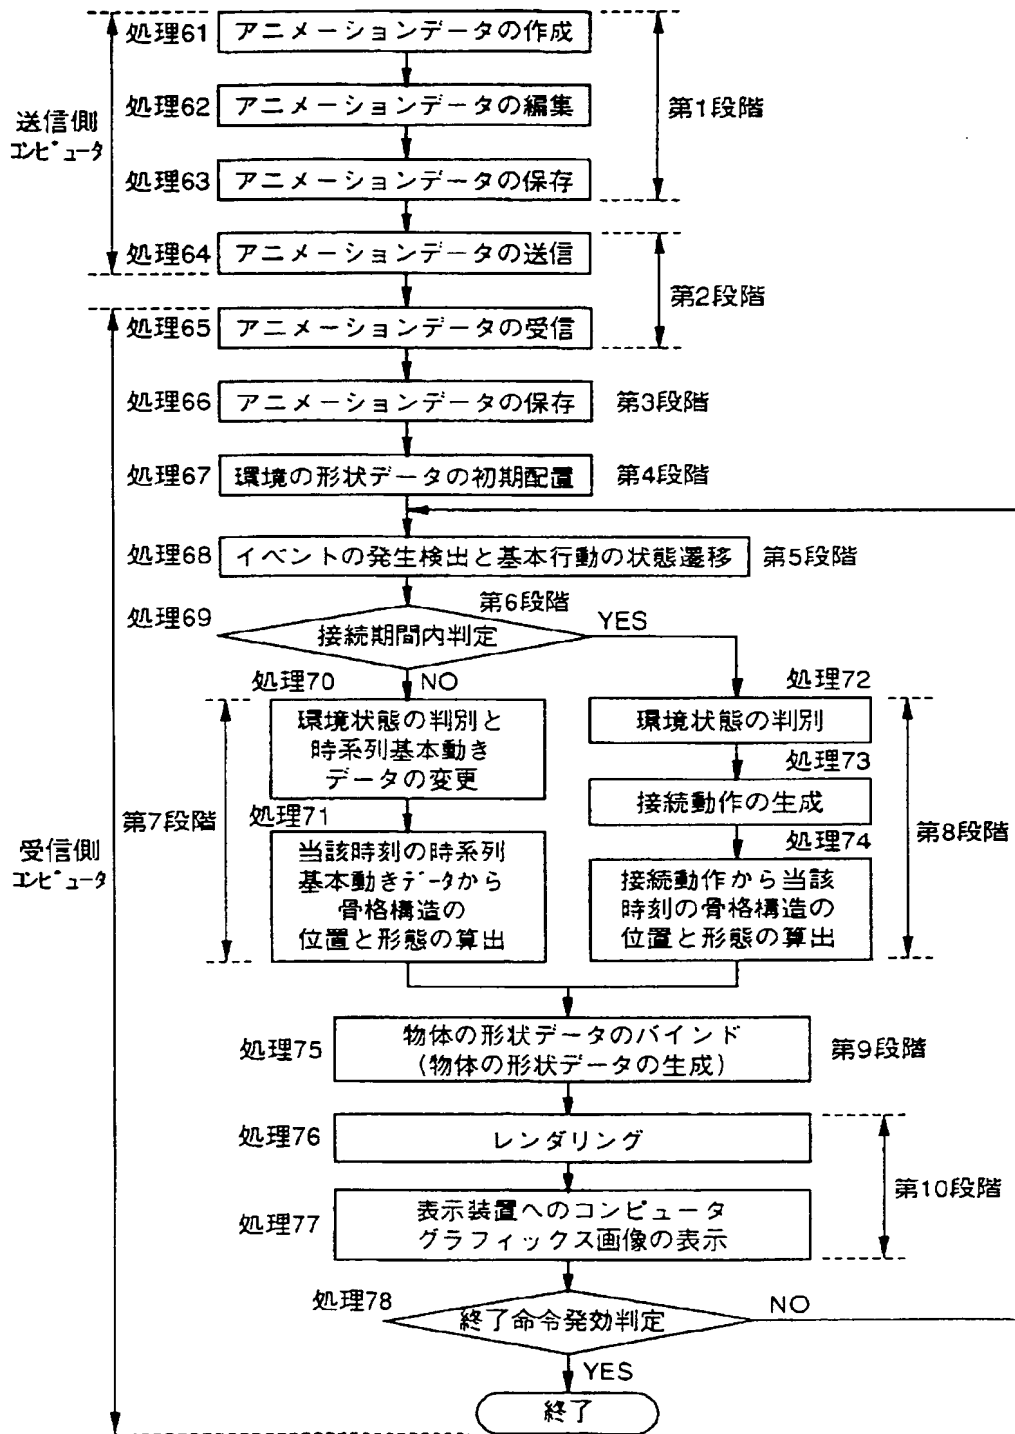 処理61
アニメーションデータの作成
処理62
アニメーションデータの編集
第1段階
送信側
コンピュータ
処理63
アニメーションデータの保存
処理64
アニメーションデータの送信
第2段階
処理65
アニメーションデータの受信
処理66
アニメーションデータの保存
第3段階
処理67
環境の形状データの初期配置
第4段階
処理68
イベントの発生検出と基本行動の状態遷移
第5段階
処理69
第6段階
接続期間内判定
YES
NO
処理70
環境状態の判別と
時系列基本動き
データの変更
処理71
当該時刻の時系列
基本動きデータから
骨格構造の
位置と形態の算出
第7段階
処理72
環境状態の判別
処理73
接続動作の生成
処理74
接続動作から当該
時刻の骨格構造の
位置と形態の算出
第8段階
受信側
コンピュータ
処理75
物体の形状データのバインド
(物体の形状データの生成)
第9段階
処理76
レンダリング
第10段階
処理77
表示装置へのコンピュータ
グラフィックス画像の表示
処理78
終了命令発効判定
NO
YES
終了